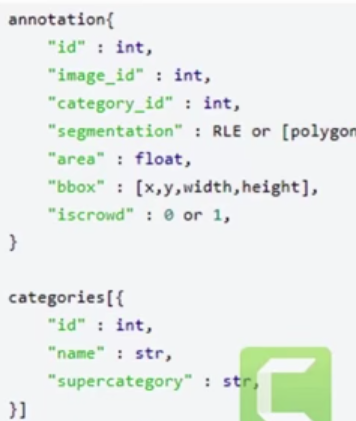 annotation{
"id" : int,
"image_id" : int,
"category_id" : int,
"segmentation" : RLE or [polygon
"area" : float,
"bbox" : [x,y,width,height],
"iscrowd" : 0 or 1,
}
categories[{
"id" : int,
"name" : str,
"supercategory" : str,
}]